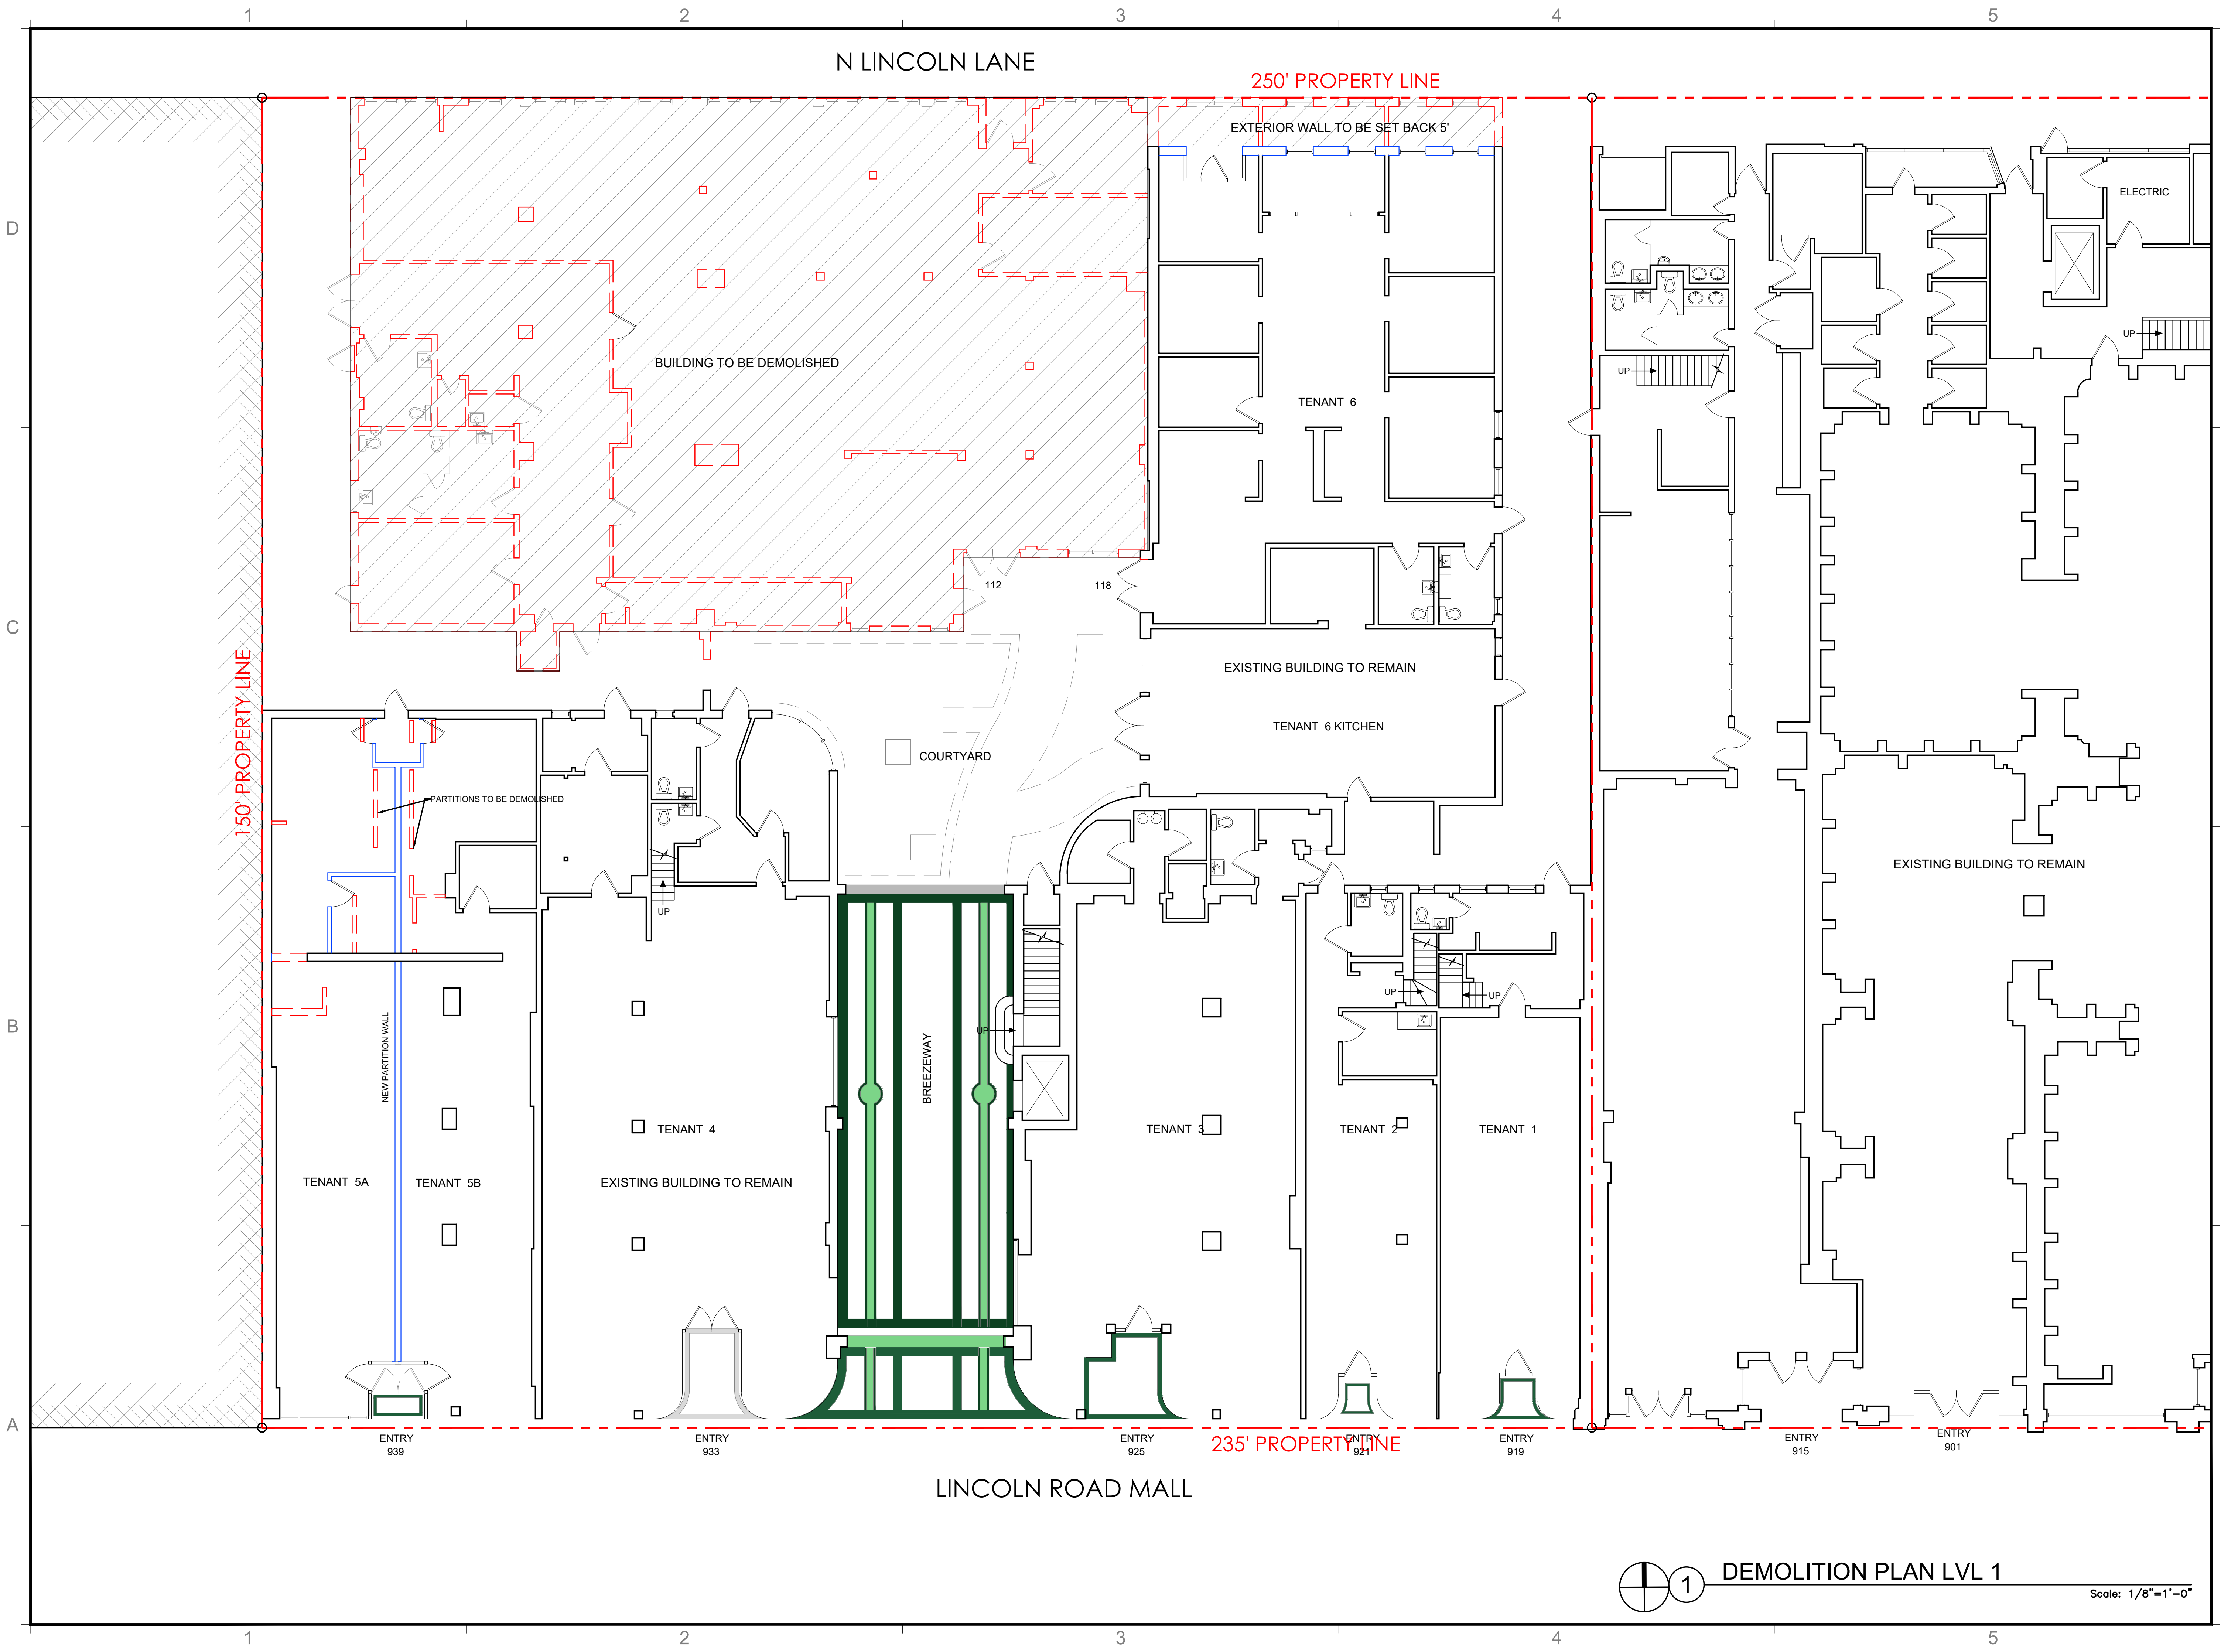 1 2 3 4 5
N LINCOLN LANE
250' PROPERTY LINE
EXTERIOR WALL TO BE SET BACK 5'
ELECTRIC
D
UP
BUILDING TO BE DEMOLISHED
UP
TENANT 6
112
118
C
EXISTING BUILDING TO REMAIN
150' PROPERTY LINE
TENANT 6 KITCHEN
COURTYARD
PARTITIONS TO BE DEMOLISHED
EXISTING BUILDING TO REMAIN
UP
UP
UP
B
UP
NEW PARTITION WALL
BREEZEWAY
TENANT 4
TENANT 3
TENANT 2
TENANT 1
TENANT 5A
TENANT 5B
EXISTING BUILDING TO REMAIN
A
ENTRY
939
ENTRY
933
ENTRY
925
235' PROPERTY LINE
ENTRY
921
ENTRY
919
ENTRY
915
ENTRY
901
LINCOLN ROAD MALL
1
DEMOLITION PLAN LVL 1
Scale: 1/8"=1'-0"
1 2 3 4 5